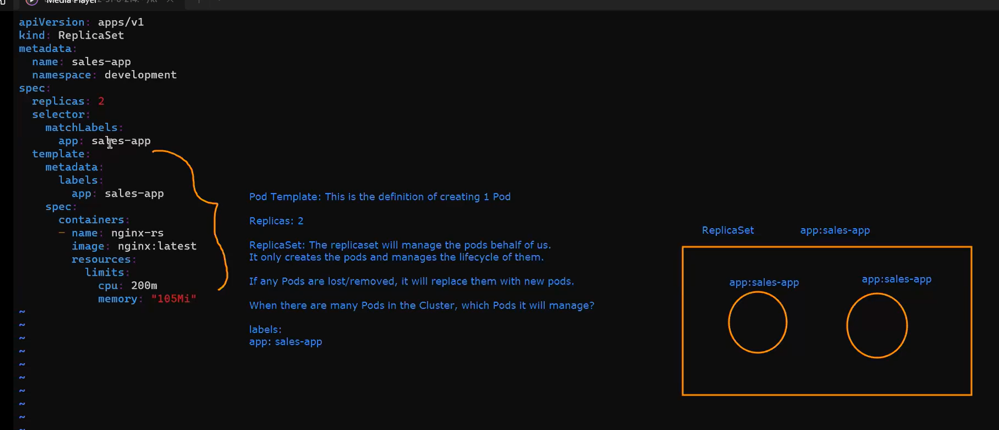 Media Player
apiVersion: apps/v1
kind: ReplicaSet
metadata:
  name: sales-app
  namespace: development
spec:
  replicas: 2
  selector:
    matchLabels:
      app: sales-app
  template:
    metadata:
      labels:
        app: sales-app
    spec:
      containers:
      - name: nginx-rs
        image: nginx:latest
        resources:
          limits:
            cpu: 200m
            memory: "105Mi"
~
~
~
~
~
~
~
~
~
~
Pod Template: This is the definition of creating 1 Pod
Replicas: 2
ReplicaSet: The replicaset will manage the pods behalf of us.
It only creates the pods and manages the lifecycle of them.
If any Pods are lost/removed, it will replace them with new pods.
When there are many Pods in the Cluster, which Pods it will manage?
labels:
app: sales-app
ReplicaSet app:sales-app
app:sales-app
app:sales-app